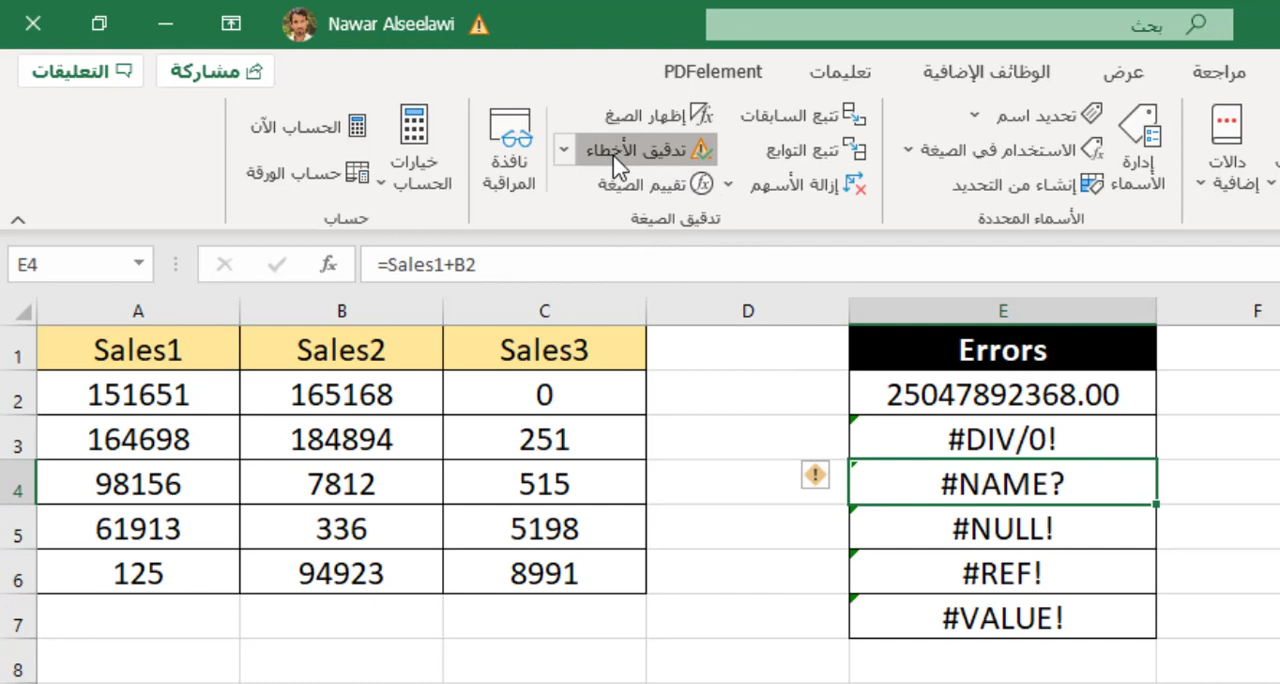 Nawar Alseelawi
بحث
مراجعة
عرض
الوظائف الإضافية
تعليمات
PDFelement
مشاركة
التعليقات
دالات
إضافية
إدارة
الأسماء
تحديد اسم
الاستخدام في الصيغة
إنشاء من التحديد
الأسماء المحددة
تتبع السابقات
تتبع التوابع
إزالة الأسهم
إظهار الصيغ
تدقيق الأخطاء
تقييم الصيغة
تدقيق الصيغة
نافذة
المراقبة
خيارات
الحساب
الحساب الآن
حساب الورقة
حساب
E4
fx
=Sales1+B2
A B C D E F
1 Sales1 Sales2 Sales3 Errors
2 151651 165168 0 25047892368.00
3 164698 184894 251 #DIV/0!
4 98156 7812 515 #NAME?
5 61913 336 5198 #NULL!
6 125 94923 8991 #REF!
7 #VALUE!
8